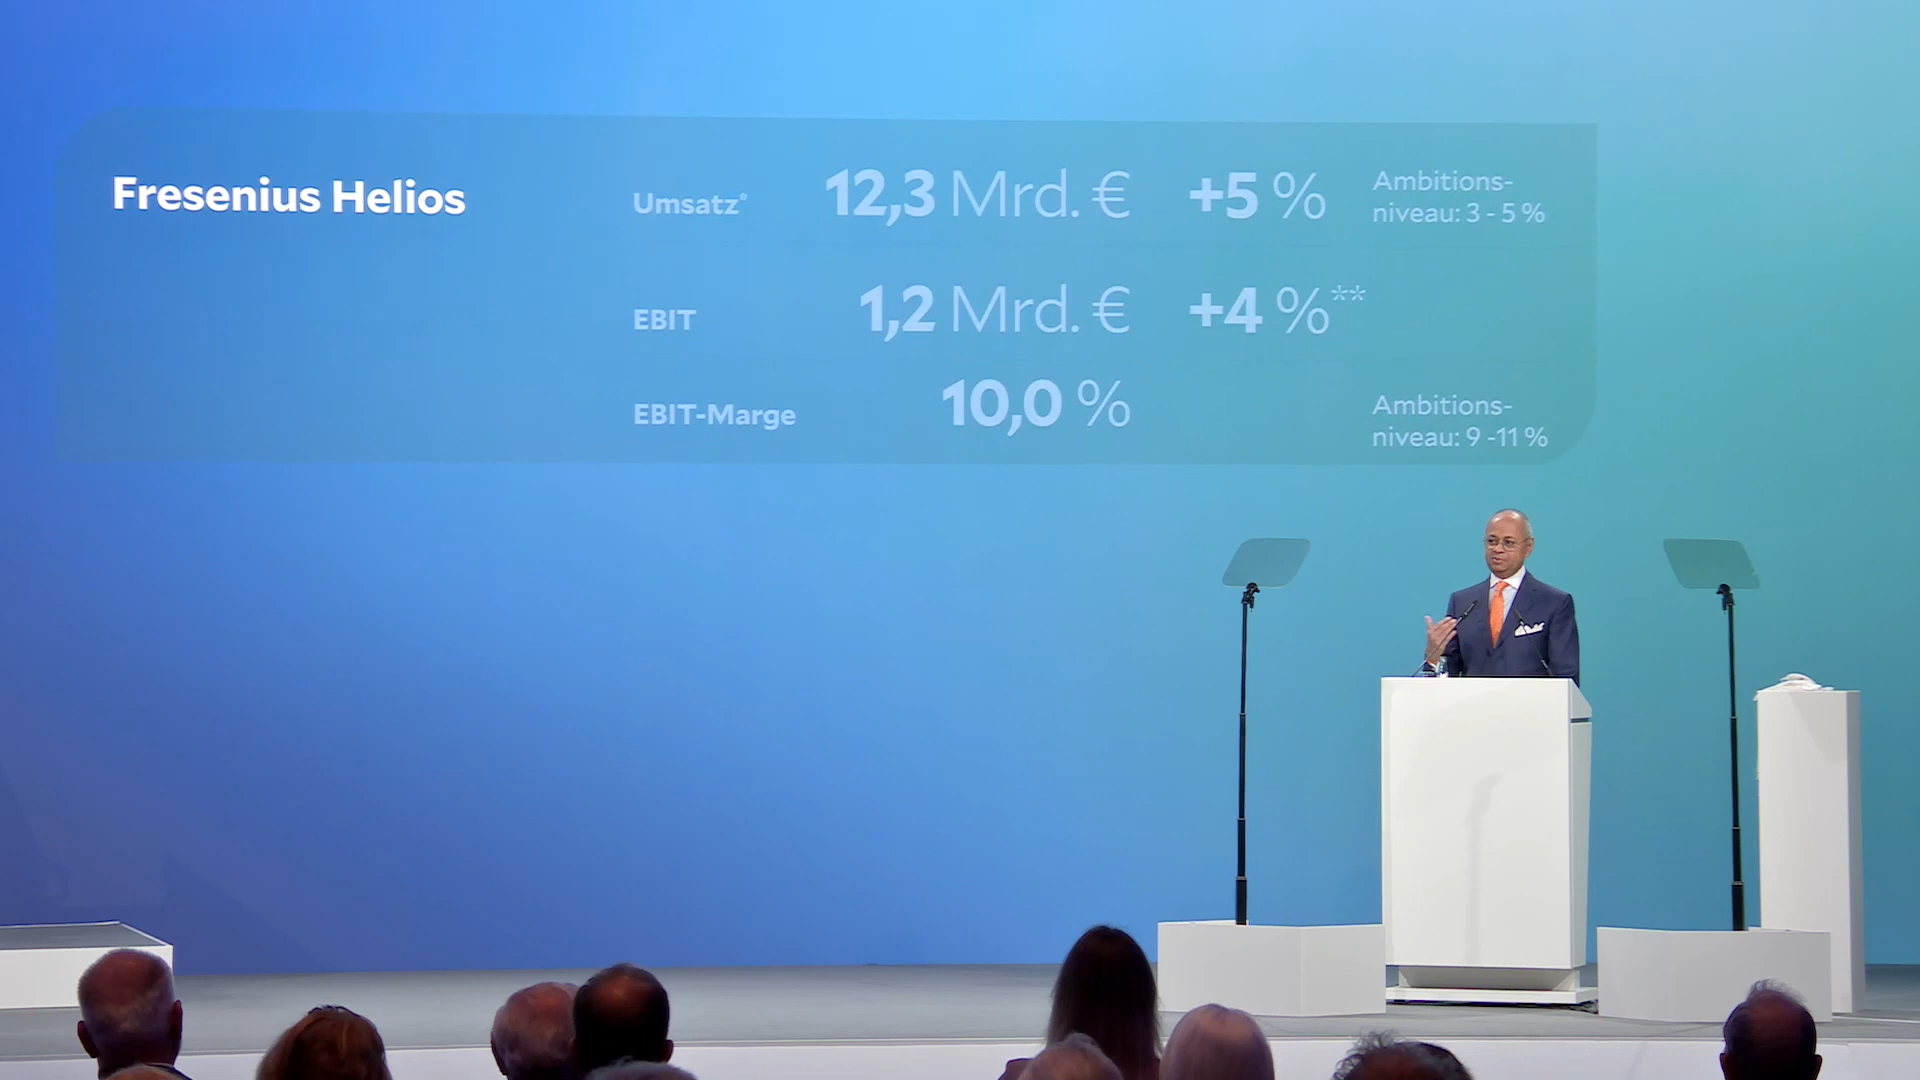 Fresenius Helios
Umsatz* 12,3 Mrd. € +5 % Ambitions-
niveau: 3 - 5 %
EBIT 1,2 Mrd. € +4 %**
EBIT-Marge 10,0 % Ambitions-
niveau: 9 -11 %